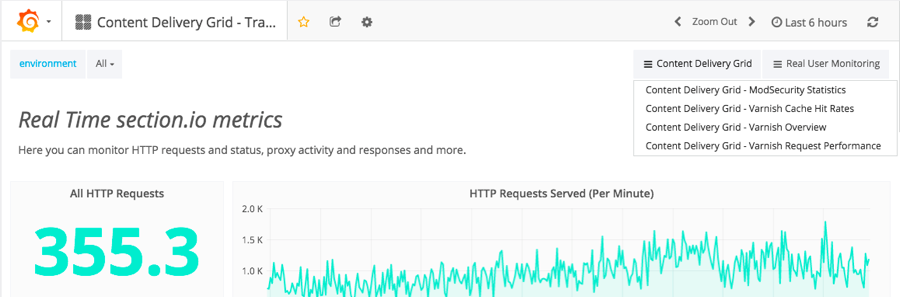 Content Delivery Grid - Tra...
Zoom Out
Last 6 hours
environment
All
Content Delivery Grid
Real User Monitoring
Content Delivery Grid - ModSecurity Statistics
Content Delivery Grid - Varnish Cache Hit Rates
Content Delivery Grid - Varnish Overview
Content Delivery Grid - Varnish Request Performance
Real Time section.io metrics
Here you can monitor HTTP requests and status, proxy activity and responses and more.
All HTTP Requests
355.3
HTTP Requests Served (Per Minute)
2.0 K
1.5 K
1.0 K